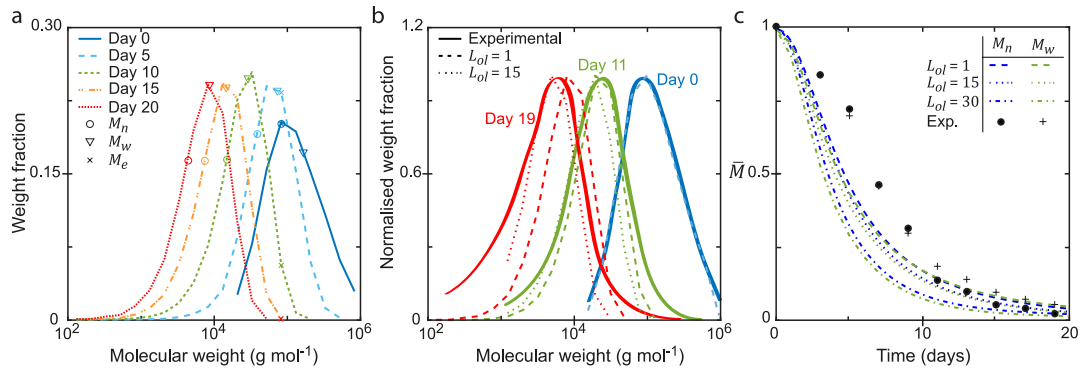 a
0.30
0.15
0
Weight fraction
Day 0
Day 5
Day 10
Day 15
Day 20
Mn
Mw
Me
10² 10⁴ 10⁶
Molecular weight (g mol⁻¹)
b
1.0
0.6
0
Normalised weight fraction
Experimental
Lol = 1
Lol = 15
Day 11
Day 0
Day 19
10² 10⁴ 10⁶
Molecular weight (g mol⁻¹)
c
1
0.5
0
M̅
Mn Mw
Lol = 1
Lol = 15
Lol = 30
Exp.
0 5 10 15 20
Time (days)